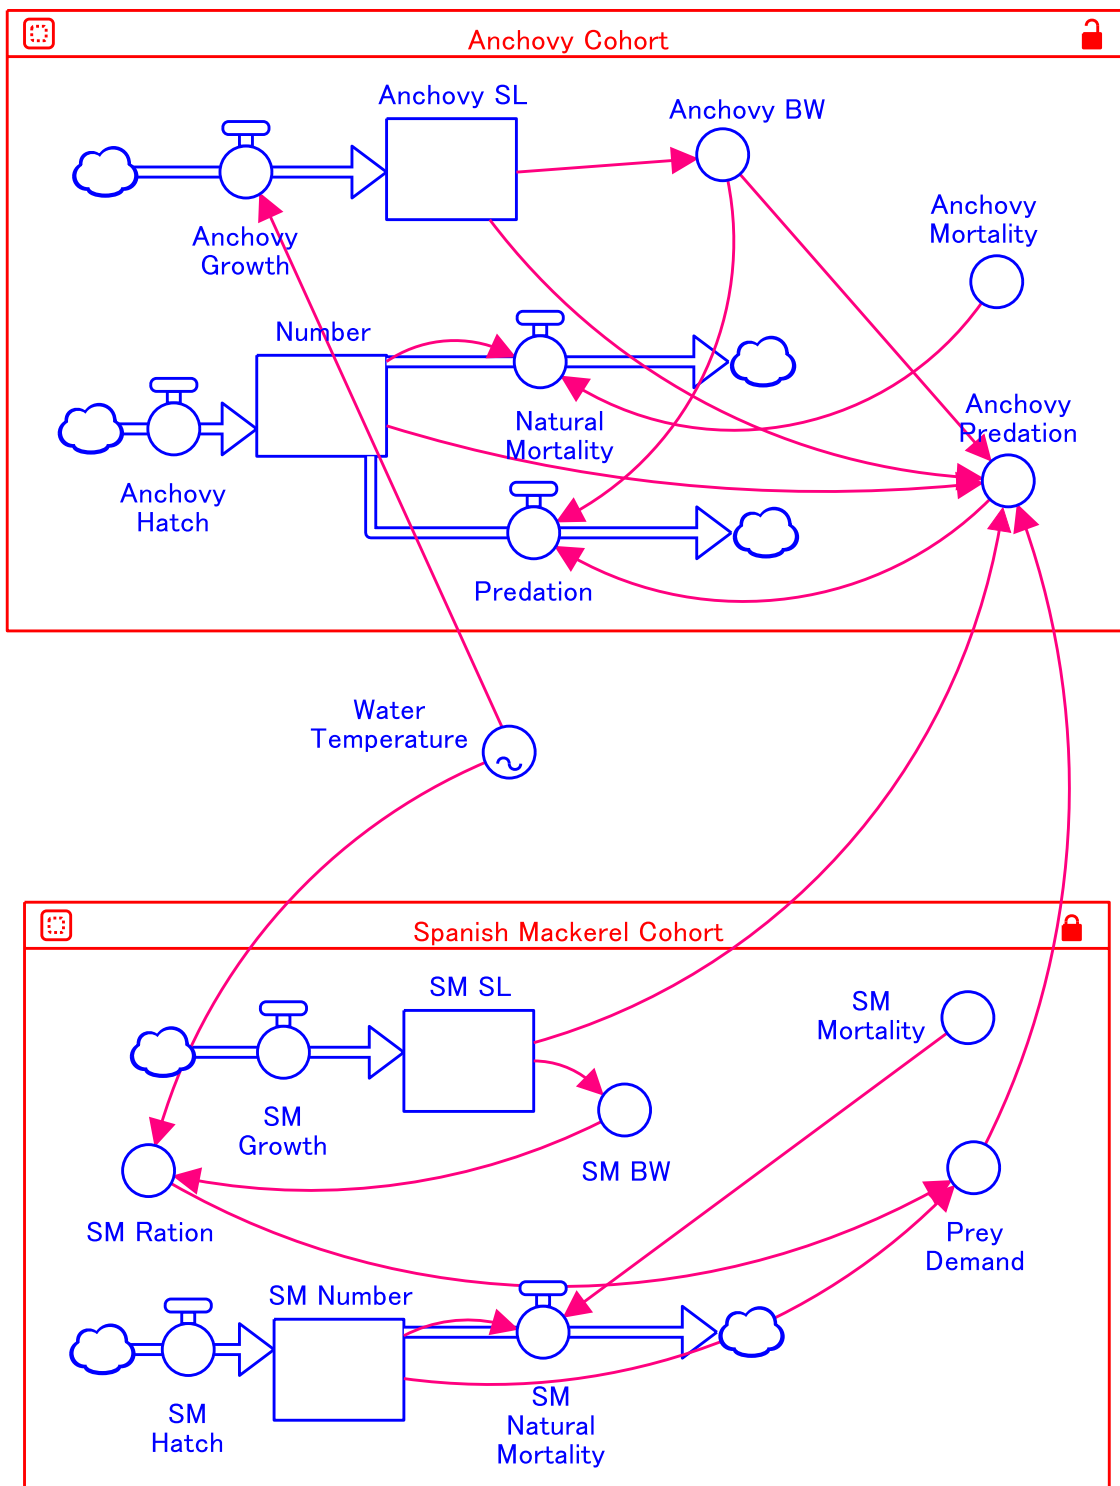 Anchovy Cohort
Anchovy SL
Anchovy BW
Anchovy
Mortality
Anchovy
Growth
Number
Anchovy
Predation
Natural
Mortality
Anchovy
Hatch
Predation
Water
Temperature
Spanish Mackerel Cohort
SM SL
SM
Mortality
SM
Growth
SM BW
SM Ration
Prey
Demand
SM Number
SM
Hatch
SM
Natural
Mortality